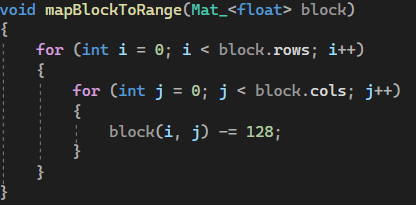 void mapBlockToRange(Mat_<float> block)
{
    for (int i = 0; i < block.rows; i++)
    {
        for (int j = 0; j < block.cols; j++)
        {
            block(i, j) -= 128;
        }
    }
}